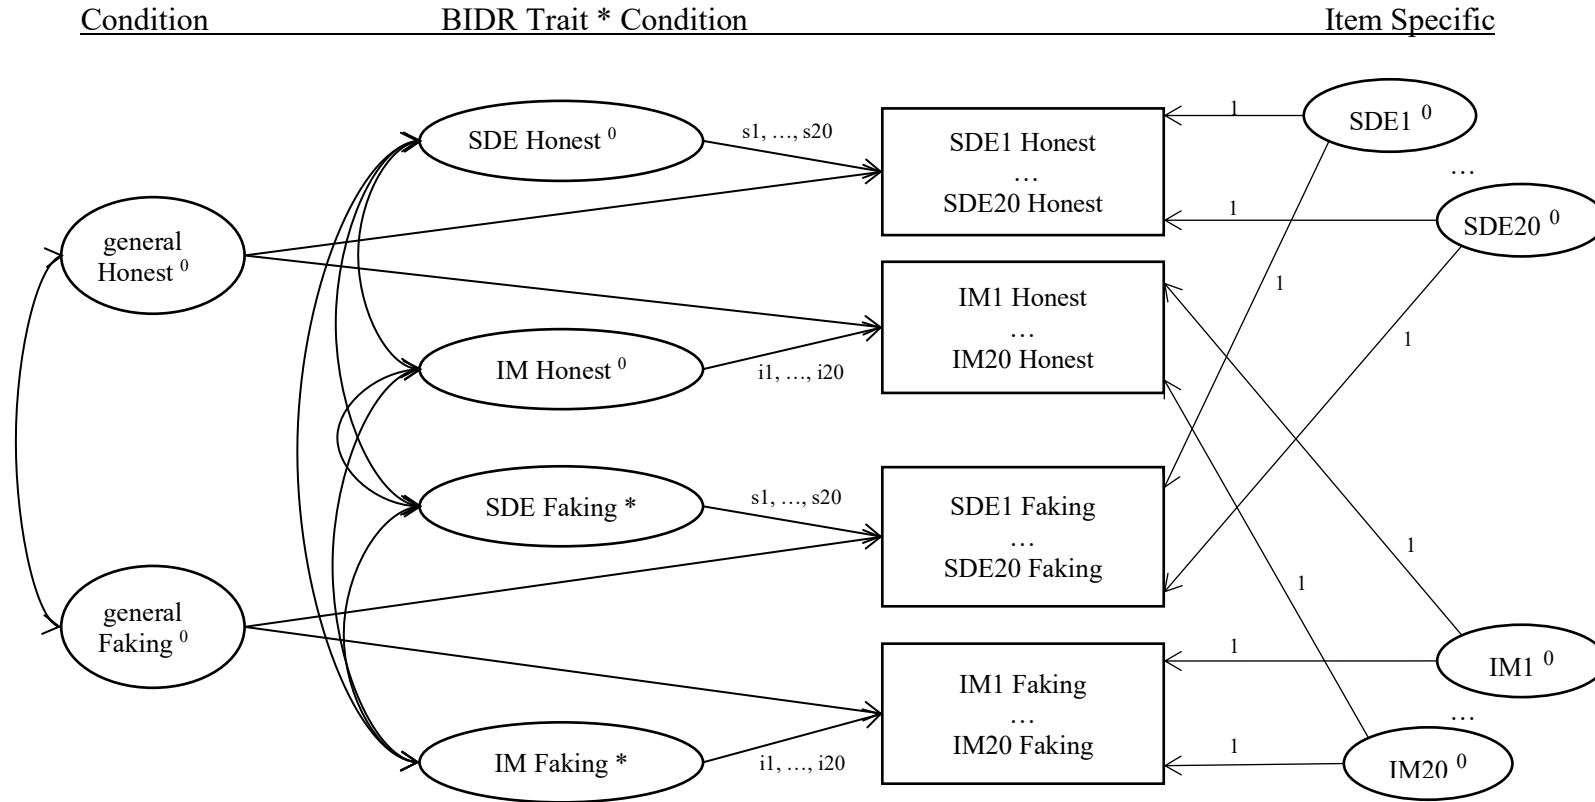 Condition BIDR Trait * Condition Item Specific
SDE Honest ⁰
s1, …, s20
SDE1 Honest
…
SDE20 Honest
1
SDE1 ⁰
…
1
SDE20 ⁰
general
Honest ⁰
IM Honest ⁰
i1, …, i20
IM1 Honest
…
IM20 Honest
1
1
SDE Faking *
s1, …, s20
SDE1 Faking
…
SDE20 Faking
1
1
general
Faking ⁰
IM Faking *
i1, …, i20
IM1 Faking
…
IM20 Faking
1
IM1 ⁰
…
1
IM20 ⁰